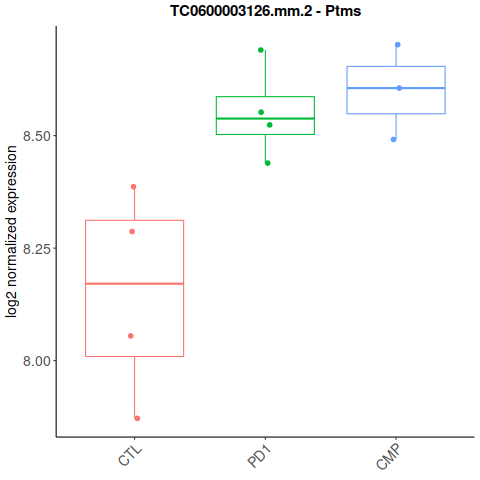 TC0600003126.mm.2 - Ptms
log2 normalized expression
8.50
8.25
8.00
CTL
PD1
CMP